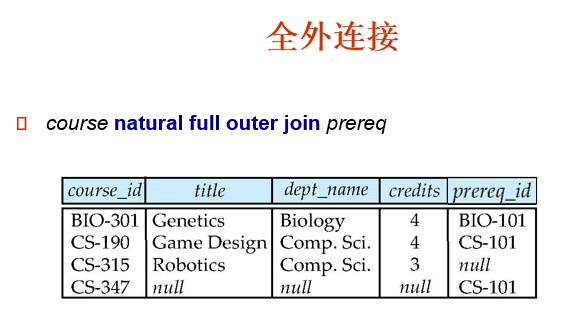 全外连接
course natural full outer join prereq
course_id title dept_name credits prereq_id
BIO-301 Genetics Biology 4 BIO-101
CS-190 Game Design Comp. Sci. 4 CS-101
CS-315 Robotics Comp. Sci. 3 null
CS-347 null null null CS-101